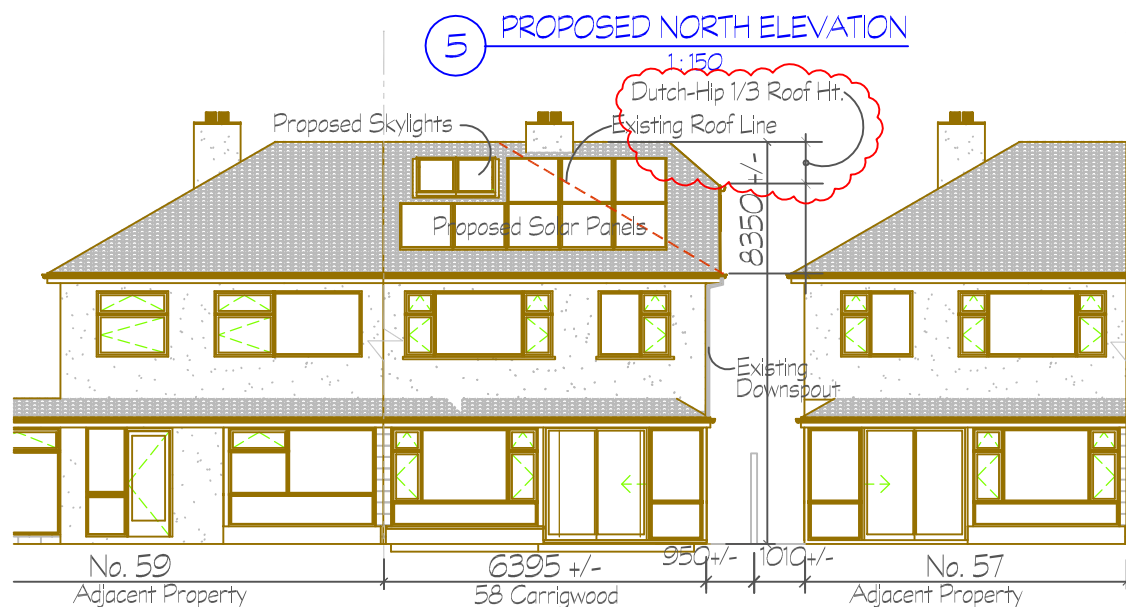 5
PROPOSED NORTH ELEVATION
1 : 150
Dutch-Hip 1/3 Roof Ht.
Proposed Skylights
Existing Roof Line
8350 +/-
Proposed Solar Panels
Existing
Downspout
No. 59
6395 +/-
950+/-
1010+/-
No. 57
Adjacent Property
58 Carrigwood
Adjacent Property